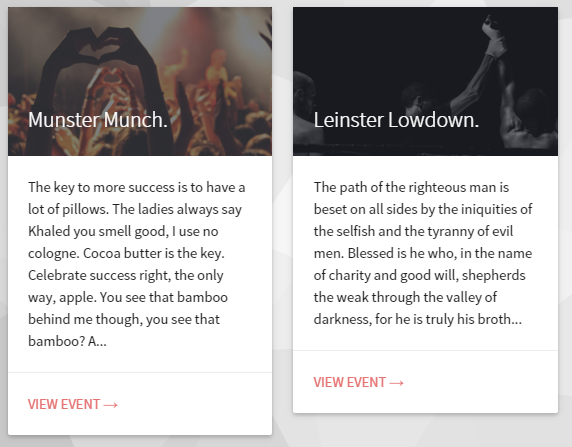 Munster Munch.
The key to more success is to have a
lot of pillows. The ladies always say
Khaled you smell good, I use no
cologne. Cocoa butter is the key.
Celebrate success right, the only
way, apple. You see that bamboo
behind me though, you see that
bamboo? A...
VIEW EVENT →
Leinster Lowdown.
The path of the righteous man is
beset on all sides by the iniquities of
the selfish and the tyranny of evil
men. Blessed is he who, in the name
of charity and good will, shepherds
the weak through the valley of
darkness, for he is truly his broth...
VIEW EVENT →